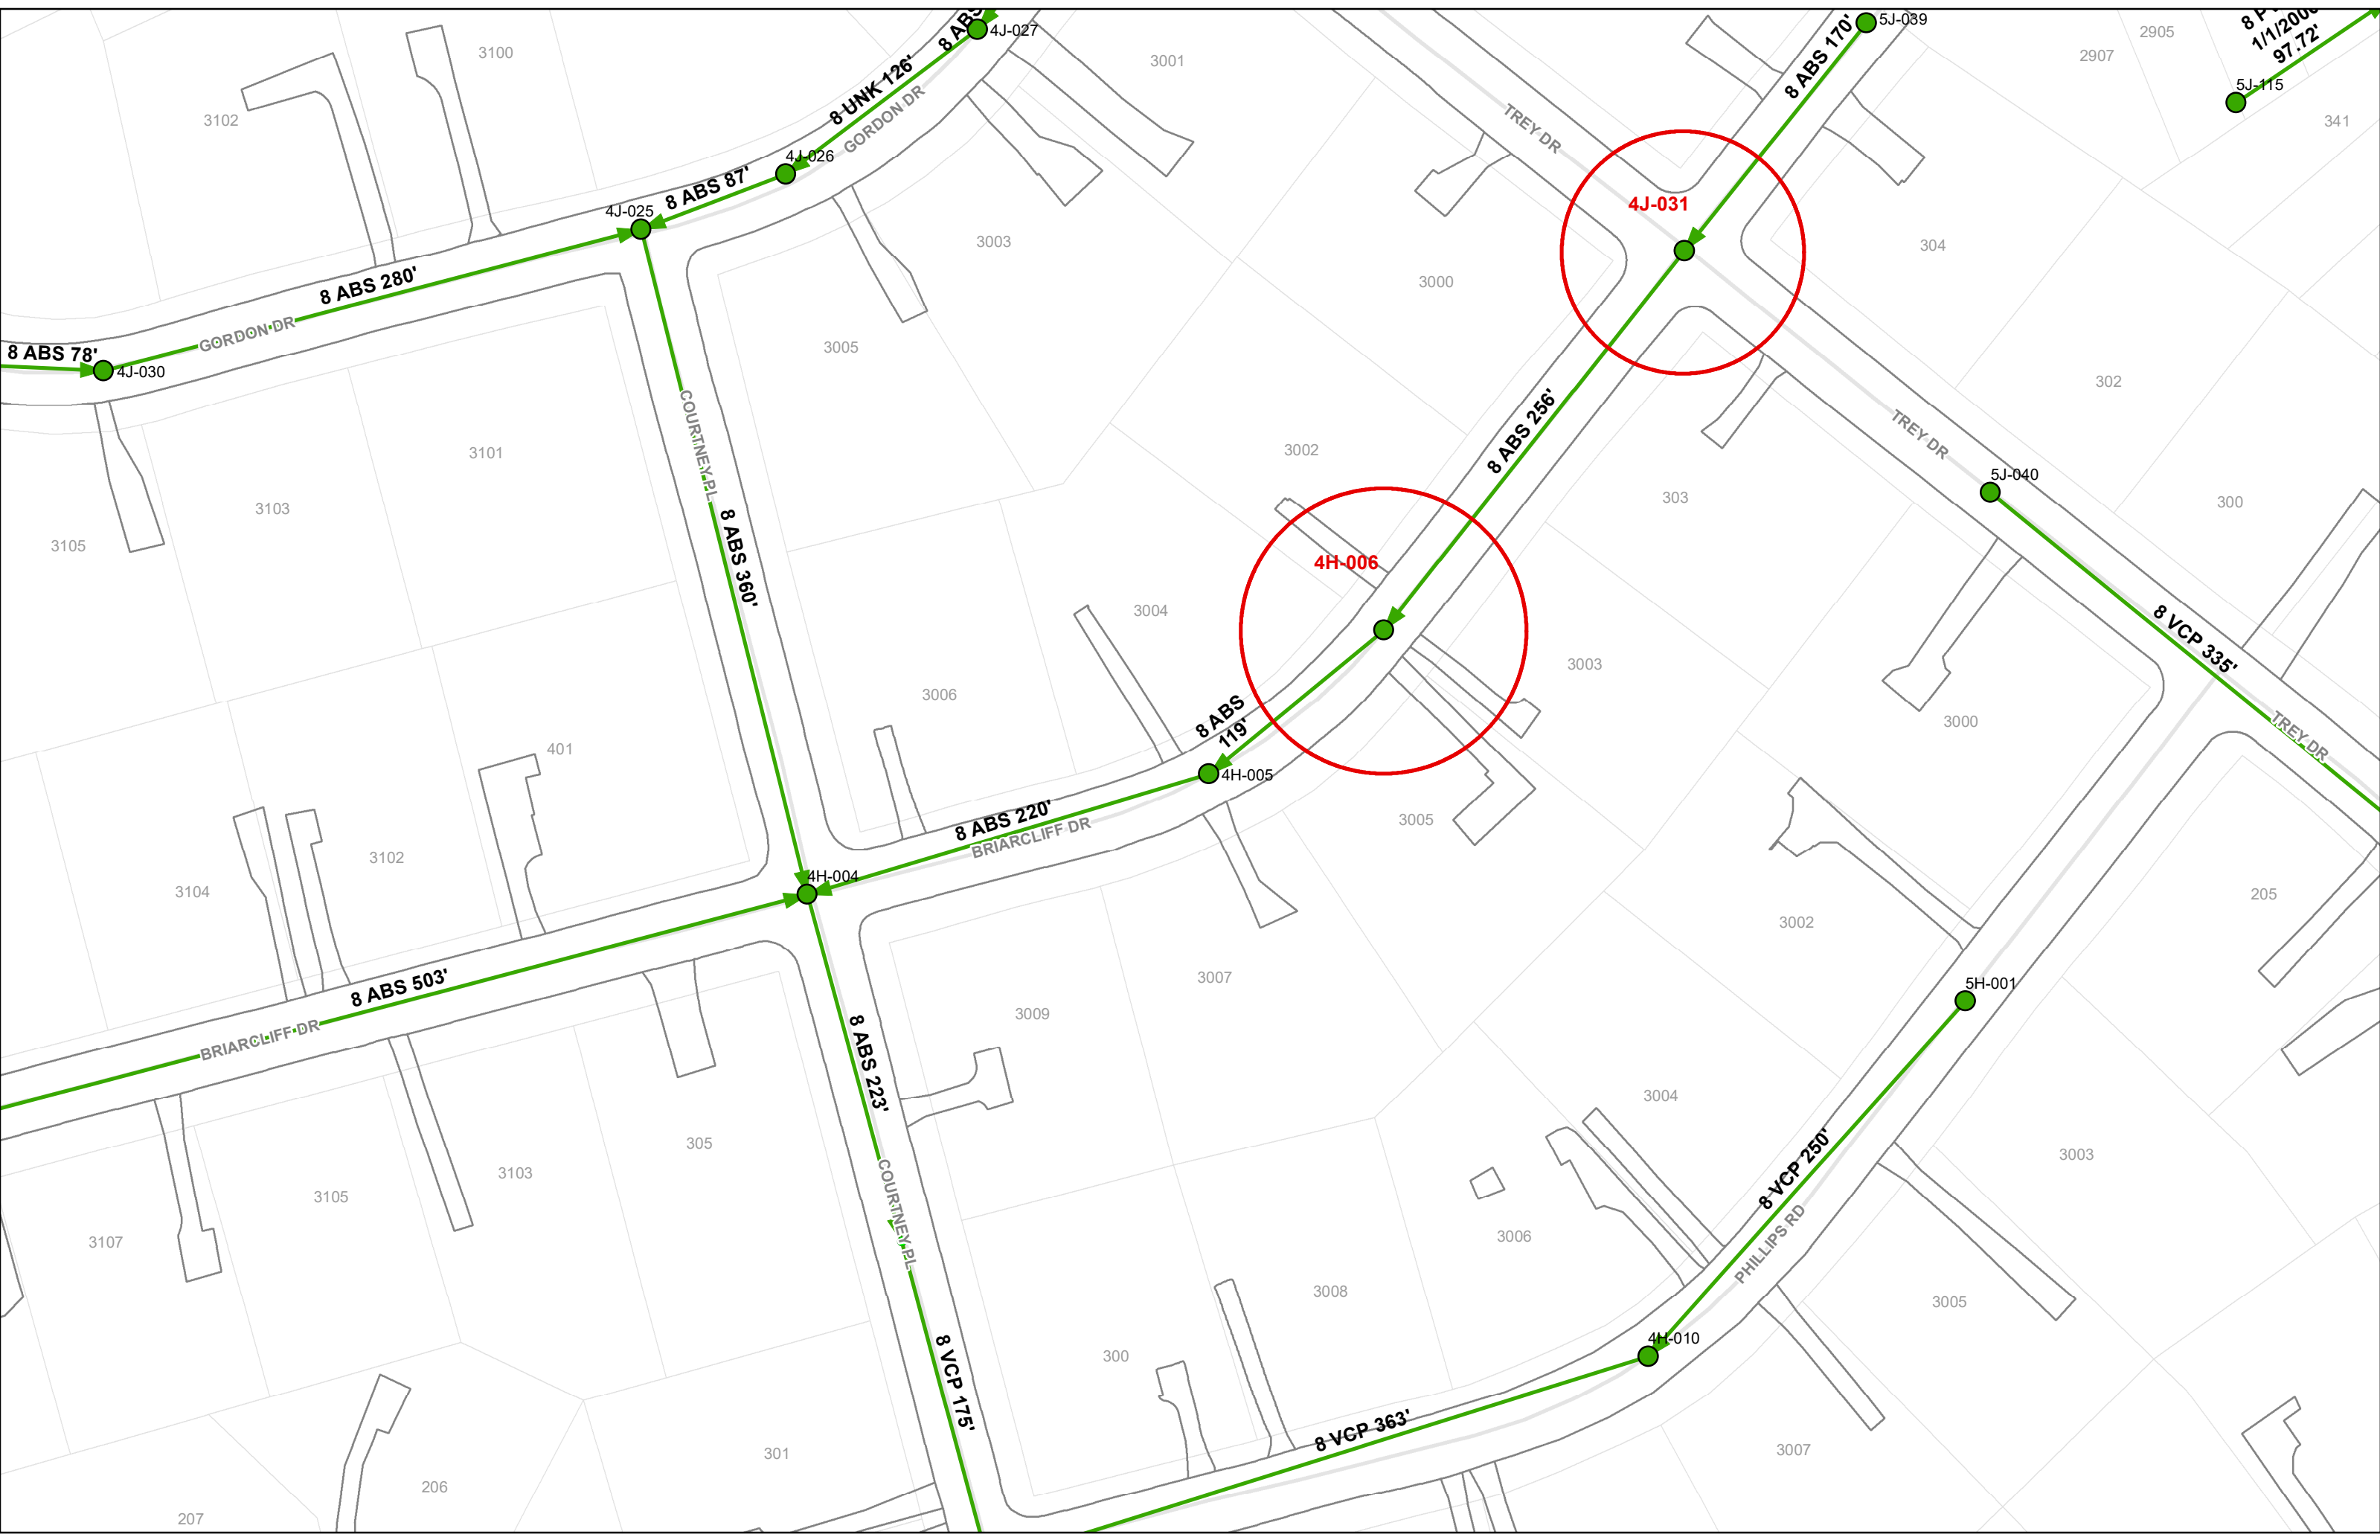 8 ABS
4J-027
8 UNK 126'
GORDON DR
3100
3102
3001
TREY DR
8 ABS 170'
5J-039
2907
2905
1/1/200
97.72'
5J-115
341
4J-026
8 ABS 87'
4J-025
4J-031
3003
3000
304
8 ABS 280'
GORDON DR
8 ABS 78'
4J-030
3005
302
COURTNEY PL
8 ABS 256'
TREY DR
3101
3002
303
5J-040
300
3103
3105
8 ABS 360'
4H-006
3004
3003
8 VCP 335'
3006
8 ABS
119'
3000
TREY DR
401
4H-005
8 ABS 220'
BRIARCLIFF DR
3005
3102
3104
4H-004
205
3002
8 ABS 503'
BRIARCLIFF DR
3007
5H-001
3009
8 ABS 223'
3004
305
3103
3105
3107
COURTNEY PL
3003
8 VCP 250'
PHILLIPS RD
3006
3008
3005
300
8 VCP 175'
4H-010
8 VCP 363'
301
3007
206
207